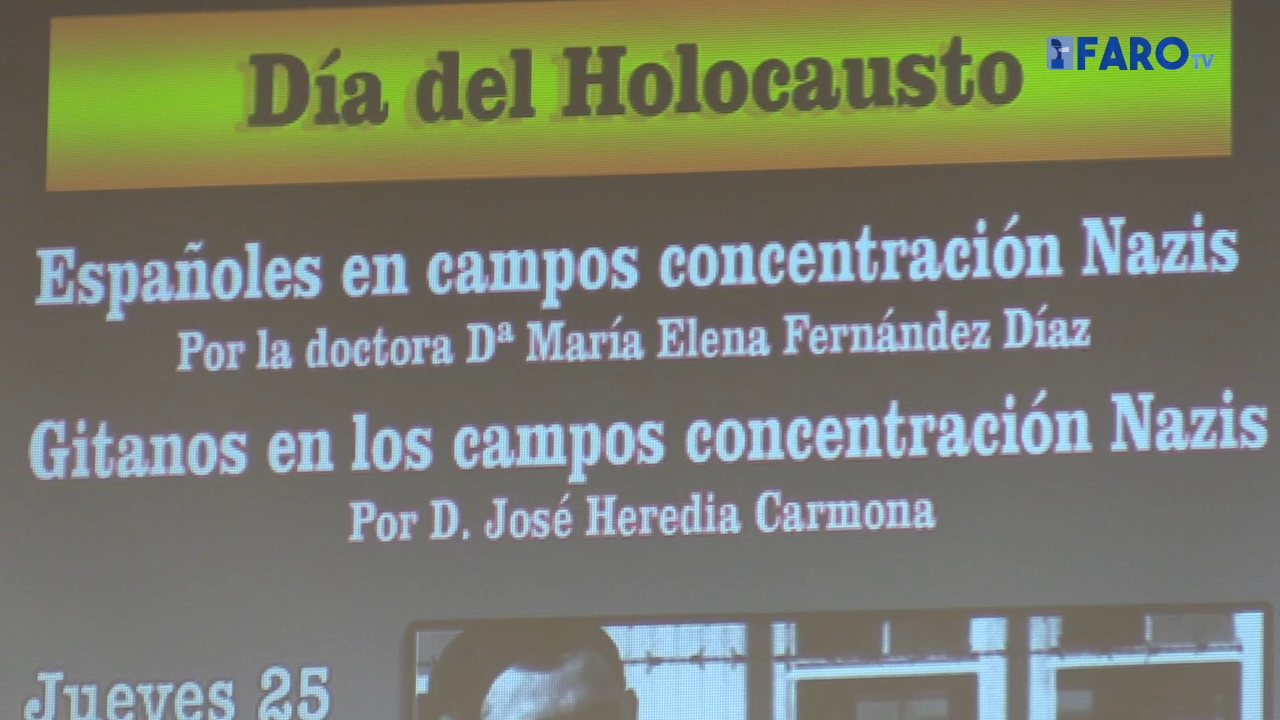 Día del Holocausto
FARO TV
Españoles en campos concentración Nazis
Por la doctora Dª María Elena Fernández Díaz
Gitanos en los campos concentración Nazis
Por D. José Heredia Carmona
Jueves 25